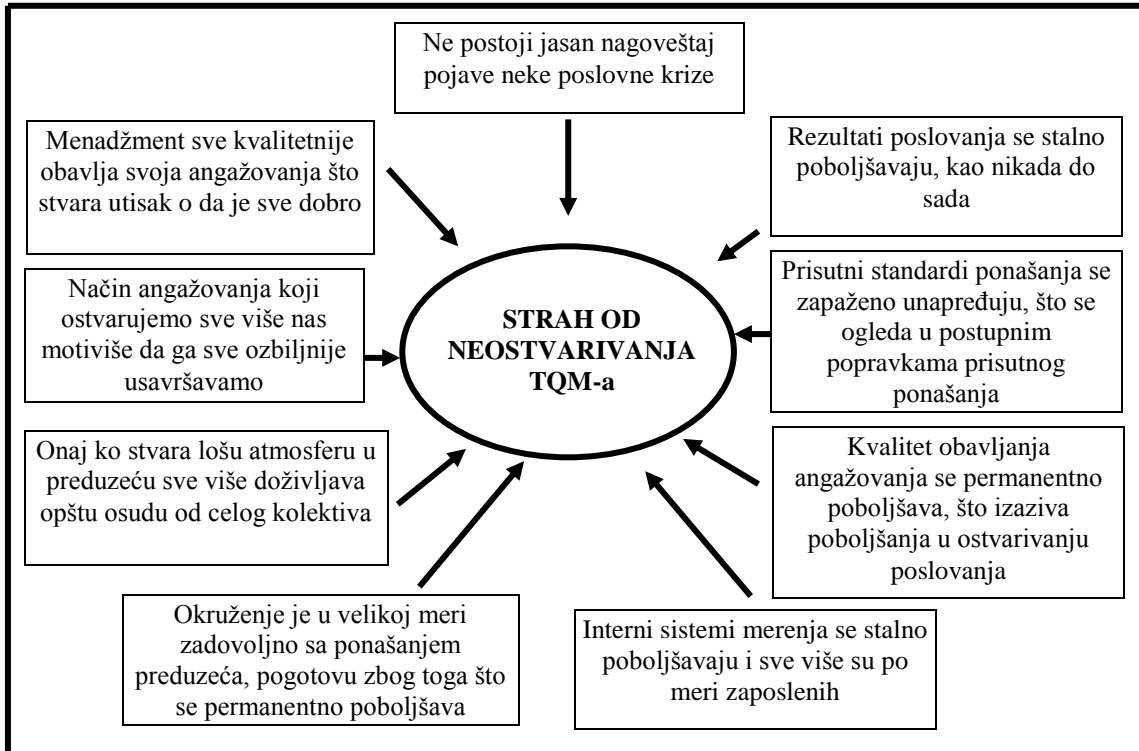 Ne postoji jasan nagoveštaj
pojave neke poslovne krize
Menadžment sve kvalitetnije
obavlja svoja angažovanja što
stvara utisak o da je sve dobro
Rezultati poslovanja se stalno
poboljšavaju, kao nikada do
sada
Način angažovanja koji
ostvarujemo sve više nas
motiviše da ga sve ozbiljnije
usavršavamo
STRAH OD
NEOSTVARIVANJA
TQM-a
Prisutni standardi ponašanja se
zapaženo unapređuju, što se
ogleda u postupnim
popravkama prisutnog
ponašanja
Onaj ko stvara lošu atmosferu u
preduzeću sve više doživljava
opštu osudu od celog kolektiva
Kvalitet obavljanja
angažovanja se permanentno
poboljšava, što izaziva
poboljšanja u ostvarivanju
poslovanja
Okruženje je u velikoj meri
zadovoljno sa ponašanjem
preduzeća, pogotovu zbog toga što
se permanentno poboljšava
Interni sistemi merenja se stalno
poboljšavaju i sve više su po
meri zaposlenih